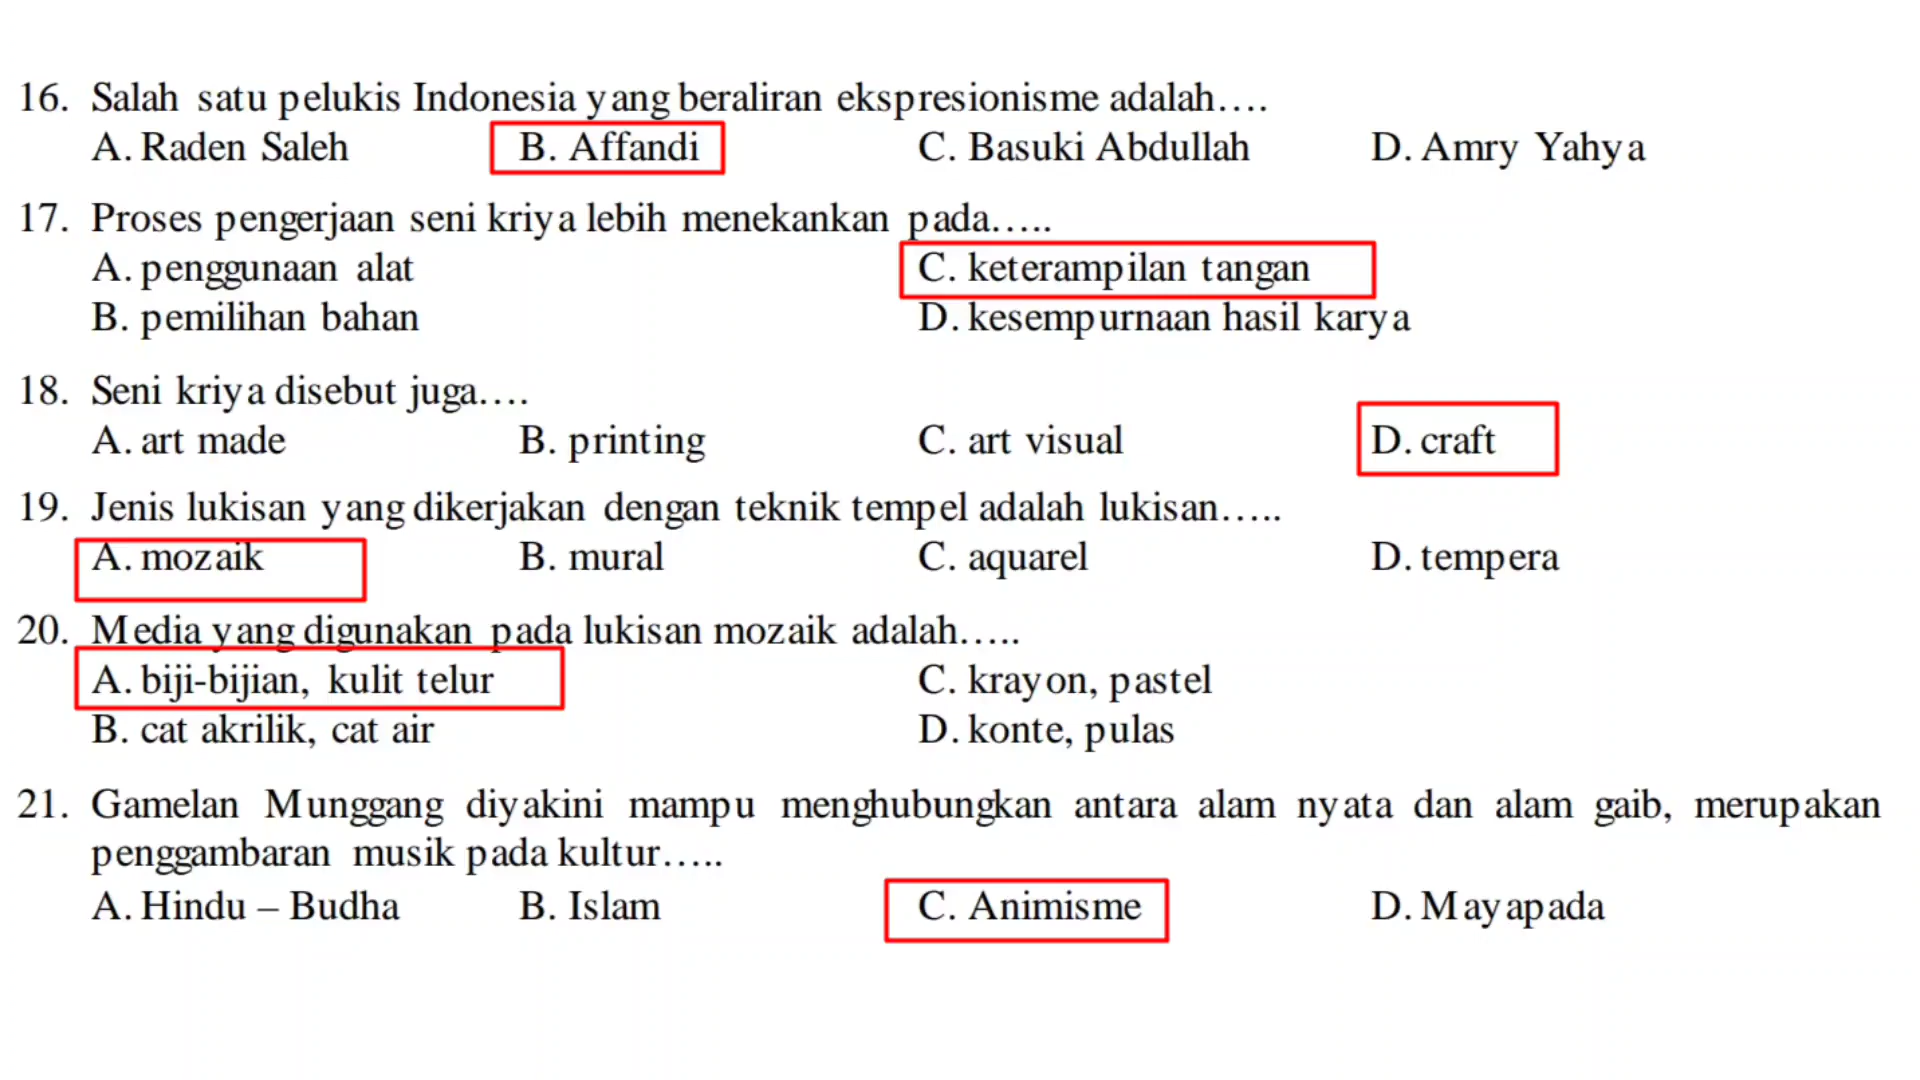 16. Salah satu pelukis Indonesia yang beraliran ekspresionisme adalah….
A. Raden Saleh B. Affandi C. Basuki Abdullah D. Amry Yahya
17. Proses pengerjaan seni kriya lebih menekankan pada…..
A. penggunaan alat C. keterampilan tangan
B. pemilihan bahan D. kesempurnaan hasil karya
18. Seni kriya disebut juga….
A. art made B. printing C. art visual D. craft
19. Jenis lukisan yang dikerjakan dengan teknik tempel adalah lukisan…..
A. mozaik B. mural C. aquarel D. tempera
20. Media yang digunakan pada lukisan mozaik adalah…..
A. biji-bijian, kulit telur C. krayon, pastel
B. cat akrilik, cat air D. konte, pulas
21. Gamelan Munggang diyakini mampu menghubungkan antara alam nyata dan alam gaib, merupakan
penggambaran musik pada kultur…..
A. Hindu – Budha B. Islam C. Animisme D. Mayapada